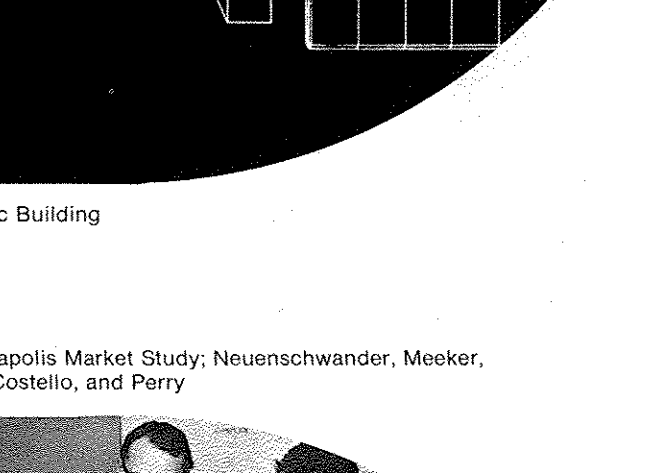 c Building
apolis Market Study; Neuenschwander, Meeker,
Costello, and Perry